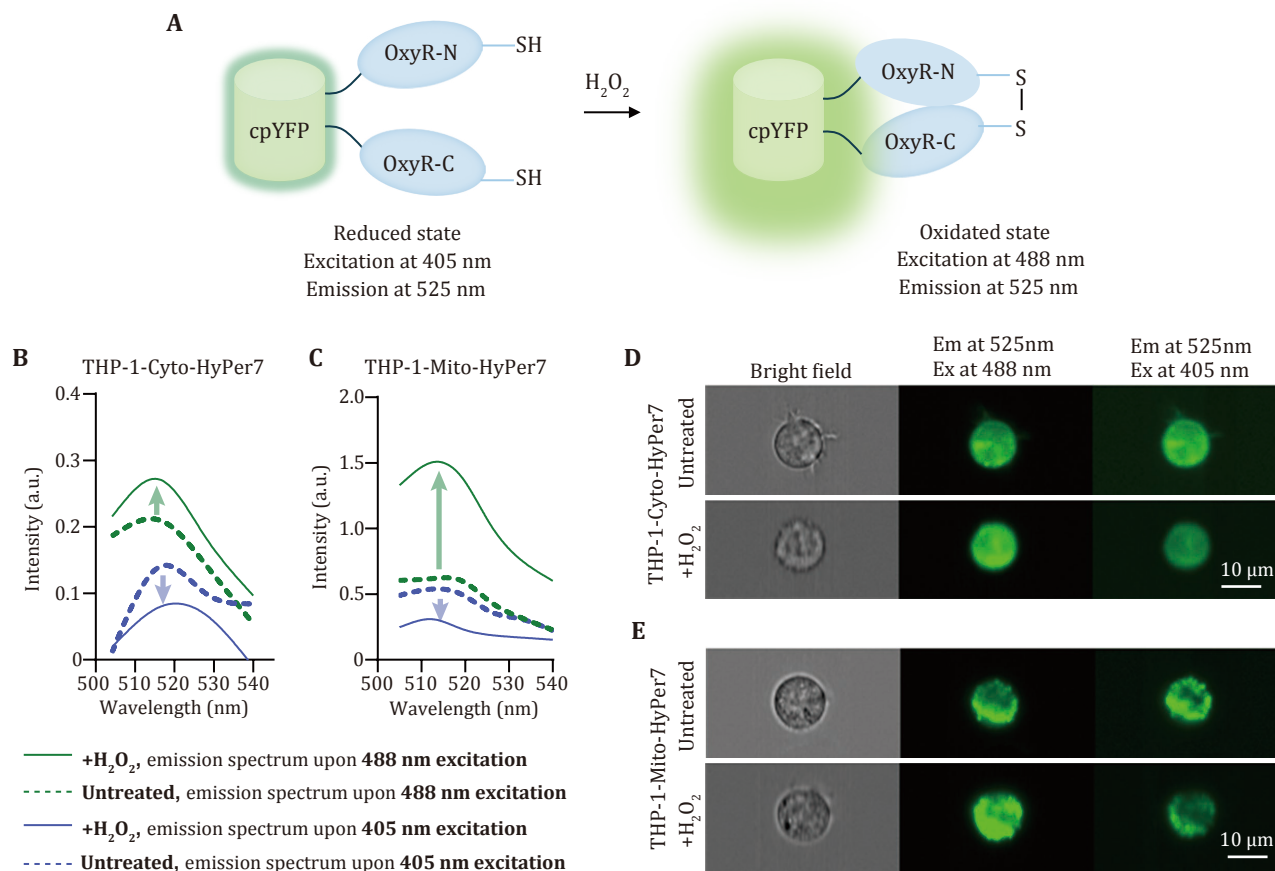 A
OxyR-N
SH
cpYFP
OxyR-C
SH
Reduced state
Excitation at 405 nm
Emission at 525 nm
H₂O₂
OxyR-N
S
cpYFP
OxyR-C
S
Oxidated state
Excitation at 488 nm
Emission at 525 nm
B
THP-1-Cyto-HyPer7
Intensity (a.u.)
0.4
0.3
0.2
0.1
0
500 510 520 530 540
Wavelength (nm)
C
THP-1-Mito-HyPer7
Intensity (a.u.)
2.0
1.5
1.0
0.5
0
500 510 520 530 540
Wavelength (nm)
+H₂O₂, emission spectrum upon 488 nm excitation
Untreated, emission spectrum upon 488 nm excitation
+H₂O₂, emission spectrum upon 405 nm excitation
Untreated, emission spectrum upon 405 nm excitation
D
Bright field
Em at 525nm
Ex at 488 nm
Em at 525nm
Ex at 405 nm
THP-1-Cyto-HyPer7
Untreated
+H₂O₂
10 μm
E
THP-1-Mito-HyPer7
Untreated
+H₂O₂
10 μm